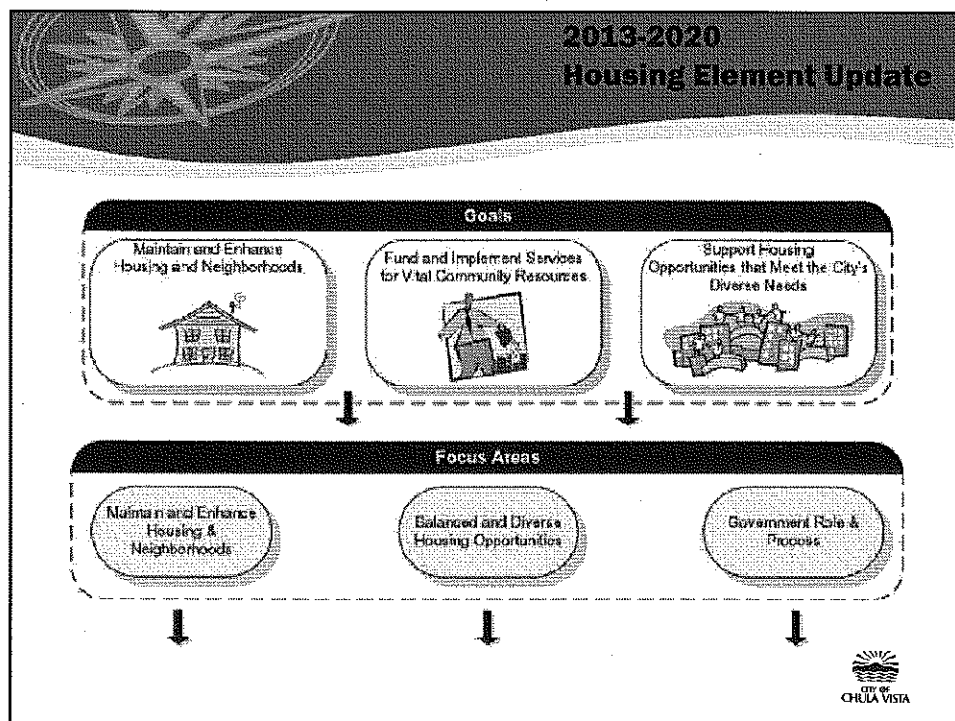 2013-2020
Housing Element Update
Goals
Maintain and Enhance
Housing and Neighborhoods
Fund and Implement Services
for Vital Community Resources
Support Housing
Opportunities that Meet the City's
Diverse Needs
Focus Areas
Maintain and Enhance
Housing &
Neighborhoods
Balanced and Diverse
Housing Opportunities
Government Role &
Process
CITY OF
CHULA VISTA